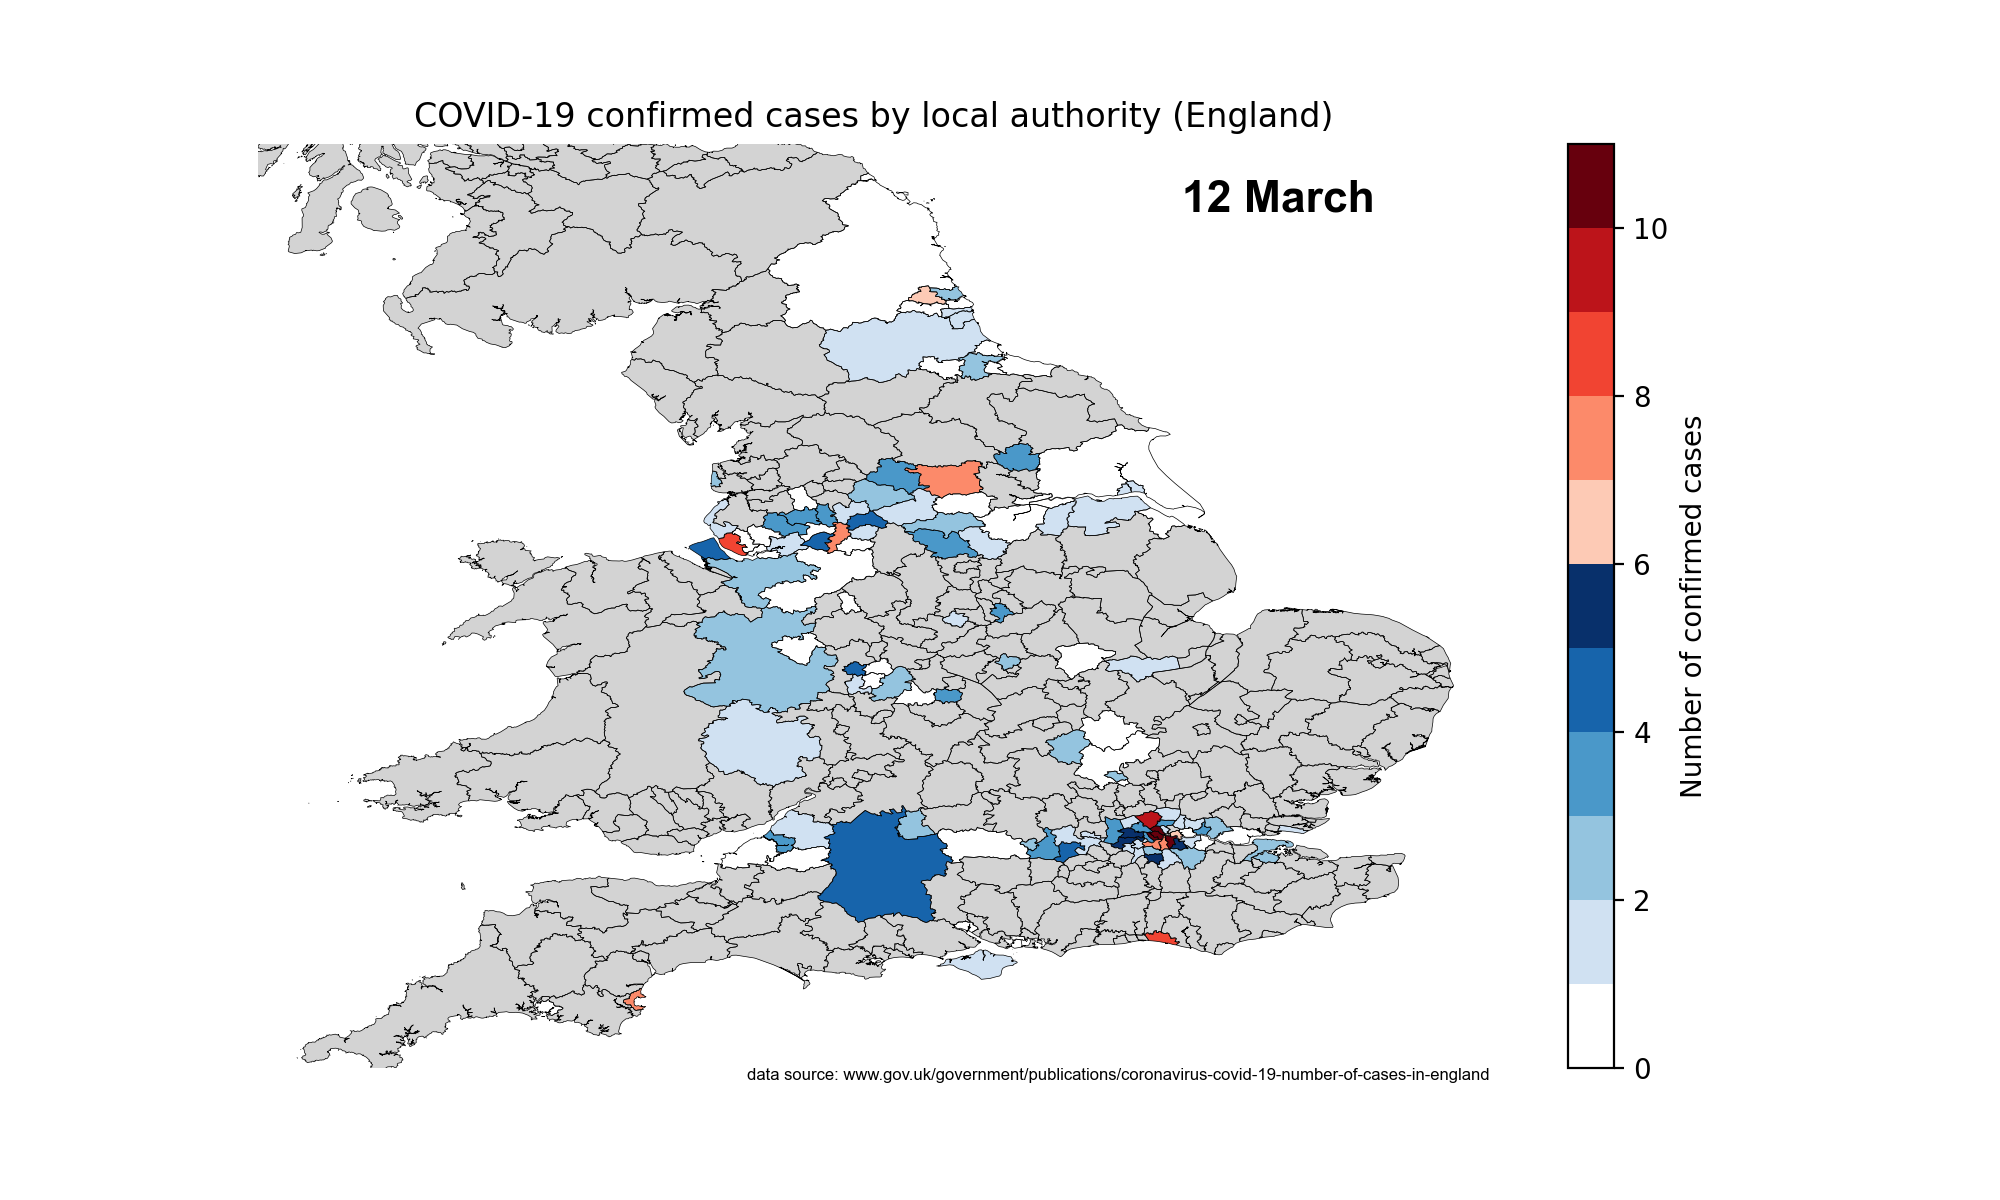 COVID-19 confirmed cases by local authority (England)
12 March
10
8
6
4
2
0
Number of confirmed cases
data source: www.gov.uk/government/publications/coronavirus-covid-19-number-of-cases-in-england